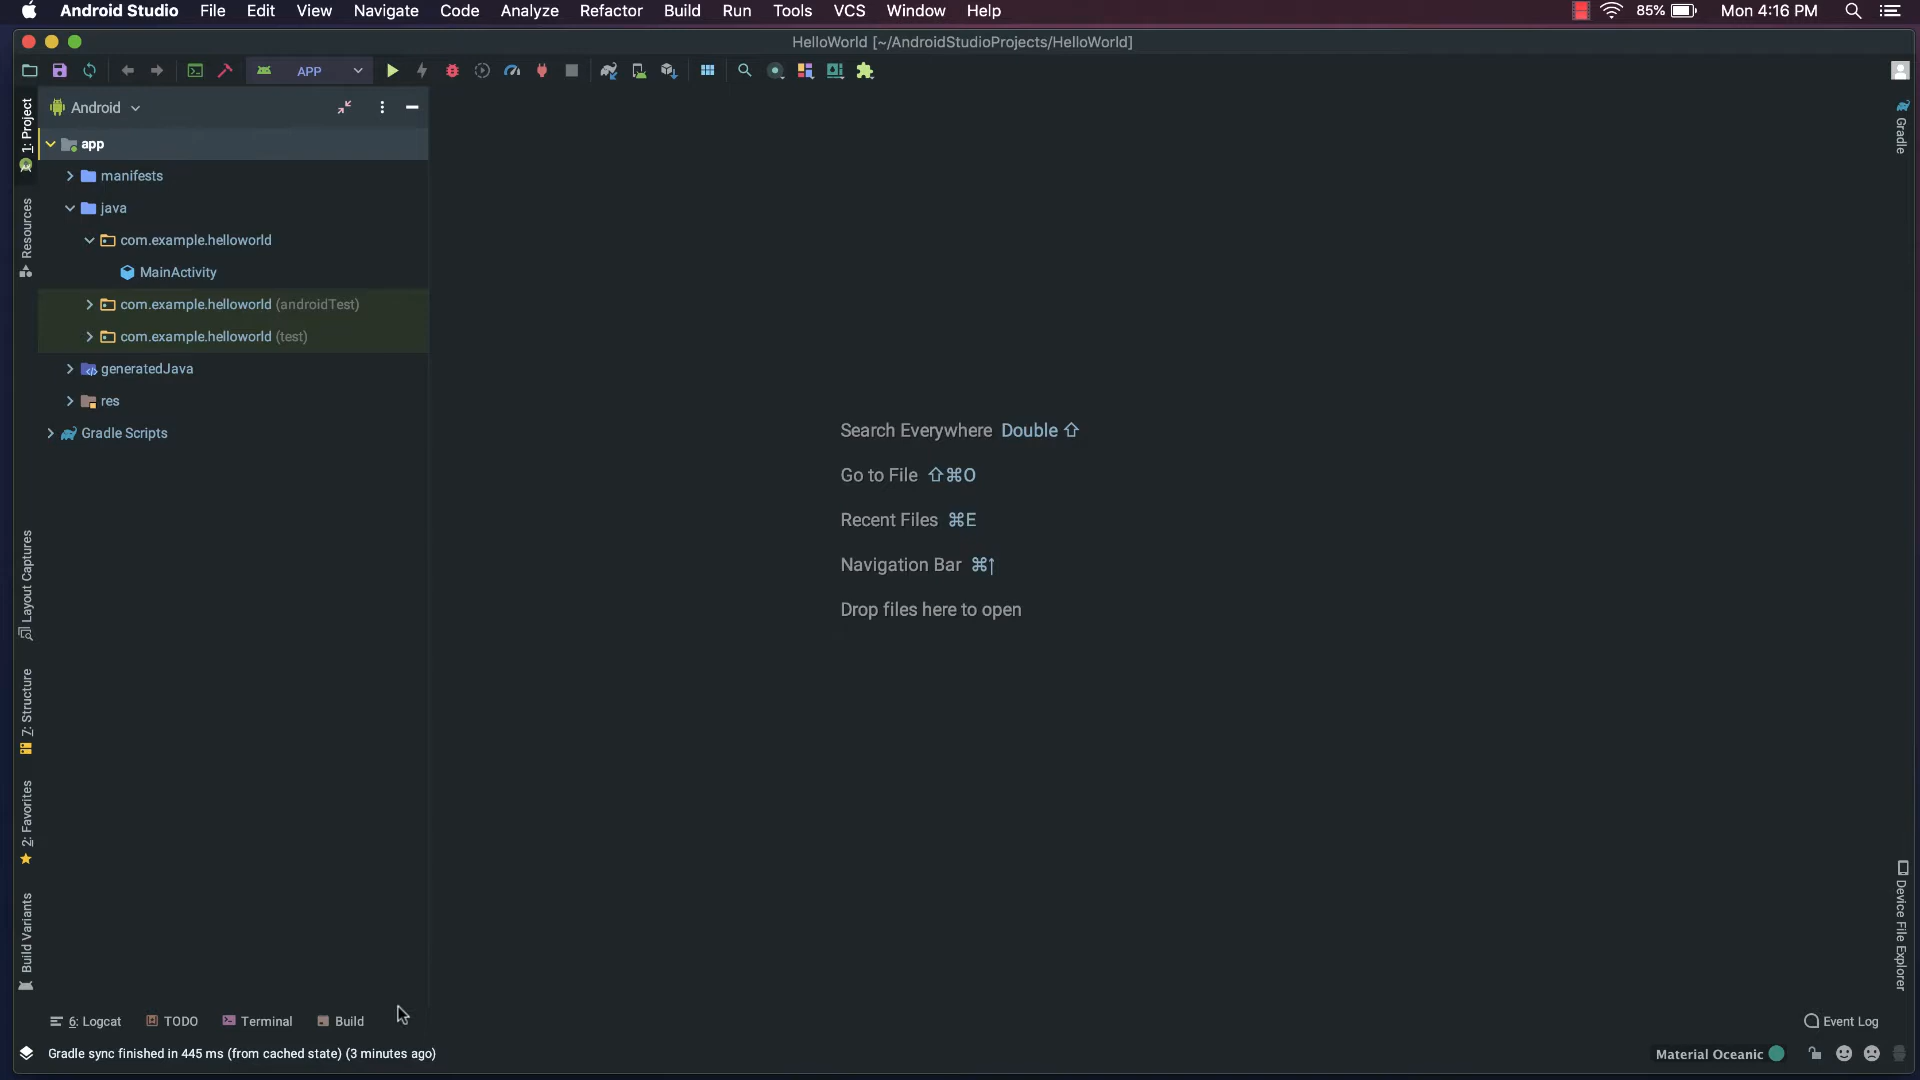 Android Studio File Edit View Navigate Code Analyze Refactor Build Run Tools VCS Window Help 85% Mon 4:16 PM
HelloWorld [~/AndroidStudioProjects/HelloWorld]
APP
Android
app
manifests
java
com.example.helloworld
MainActivity
com.example.helloworld (androidTest)
com.example.helloworld (test)
generatedJava
res
Gradle Scripts
1: Project
Resources
Layout Captures
7: Structure
2: Favorites
Build Variants
Search Everywhere Double ⇧
Go to File ⇧⌘O
Recent Files ⌘E
Navigation Bar ⌘↑
Drop files here to open
Gradle
Device File Explorer
6: Logcat TODO Terminal Build Event Log
Gradle sync finished in 445 ms (from cached state) (3 minutes ago) Material Oceanic